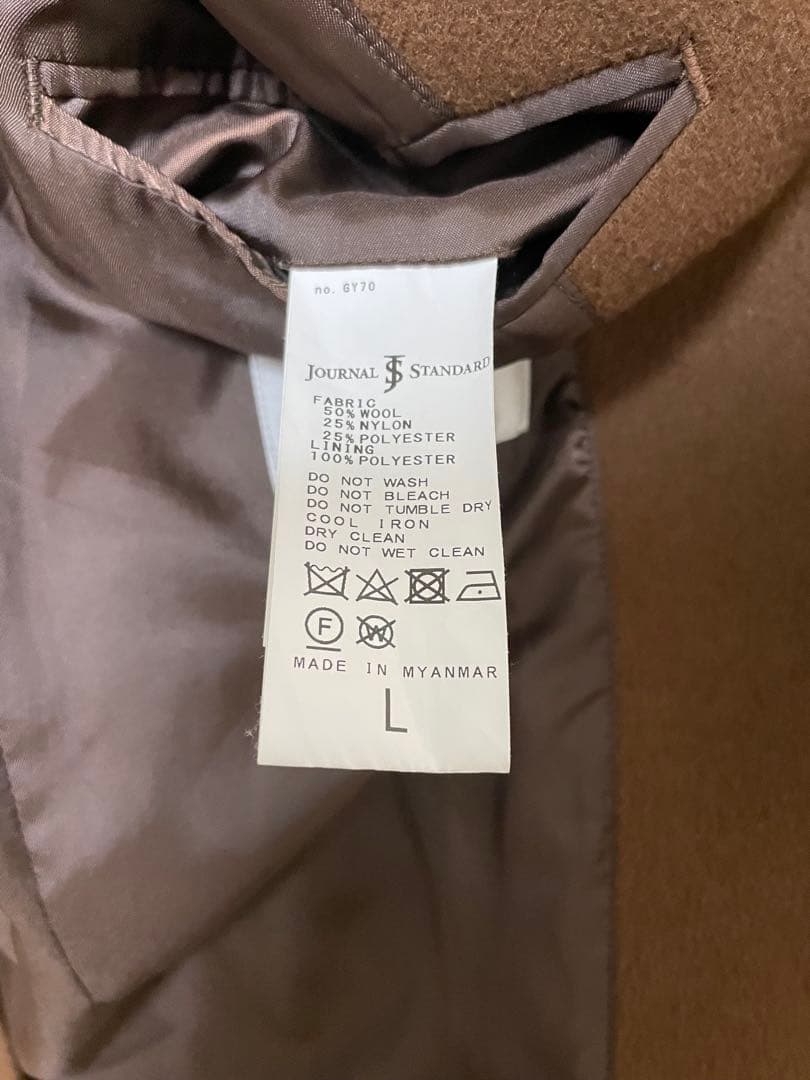 no. GY70
JOURNAL JS STANDARD
FABRIC
50% WOOL
25% NYLON
25% POLYESTER
LINING
100% POLYESTER
DO NOT WASH
DO NOT BLEACH
DO NOT TUMBLE DRY
COOL IRON
DRY CLEAN
DO NOT WET CLEAN
F W
MADE IN MYANMAR
L